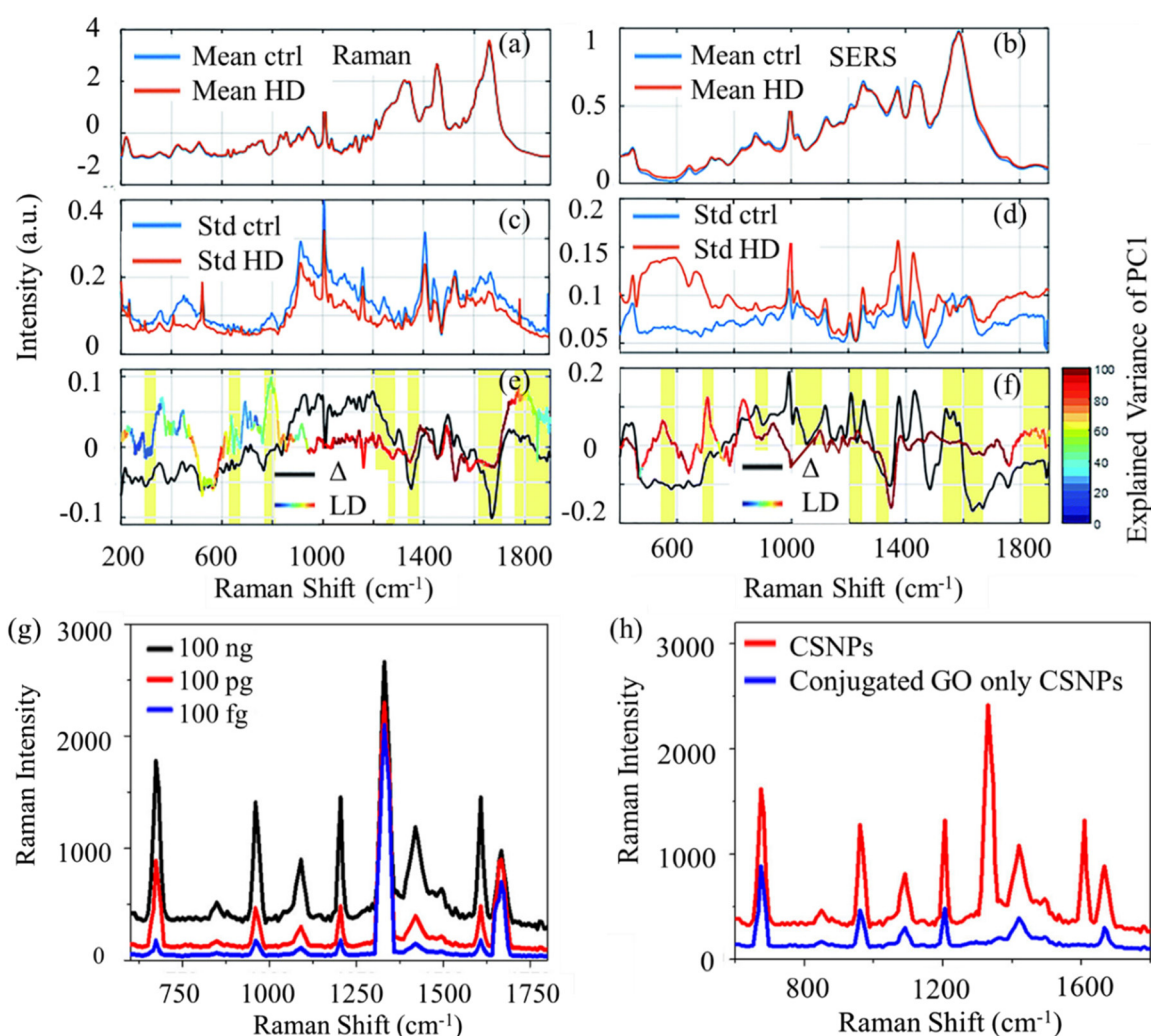 (a)
4
Mean ctrl
Raman
Mean HD
2
0
-2
(b)
1
Mean ctrl
SERS
Mean HD
0.5
0
(c)
0.4
Std ctrl
Std HD
0.2
0
Intensity (a.u.)
(d)
0.2
Std ctrl
Std HD
0.15
0.1
0.05
(e)
0.1
0
-0.1
Δ
LD
200 600 1000 1400 1800
Raman Shift (cm-1)
(f)
0.2
0
-0.2
Δ
LD
600 1000 1400 1800
Raman Shift (cm-1)
100
80
60
40
20
0
Explained Variance of PC1
(g)
3000
2000
1000
0
Raman Intensity
100 ng
100 pg
100 fg
750 1000 1250 1500 1750
Raman Shift (cm-1)
(h)
3000
2000
1000
0
Raman Intensity
CSNPs
Conjugated GO only CSNPs
800 1200 1600
Raman Shift (cm-1)